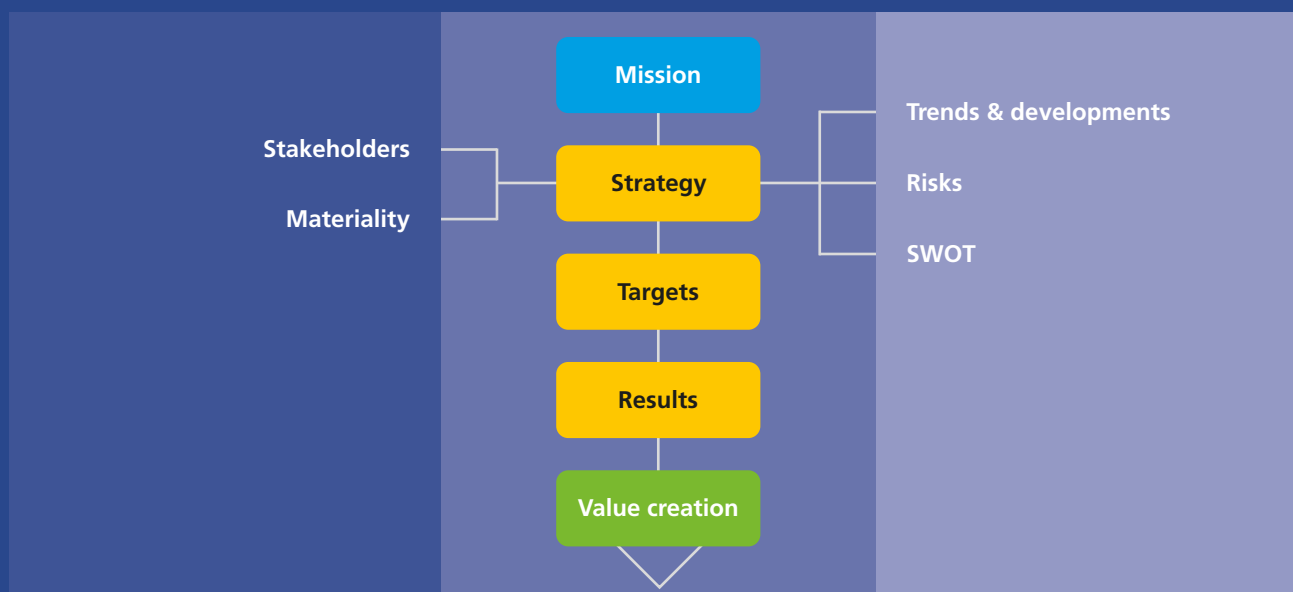 Mission
Stakeholders
Materiality
Strategy
Trends & developments
Risks
SWOT
Targets
Results
Value creation